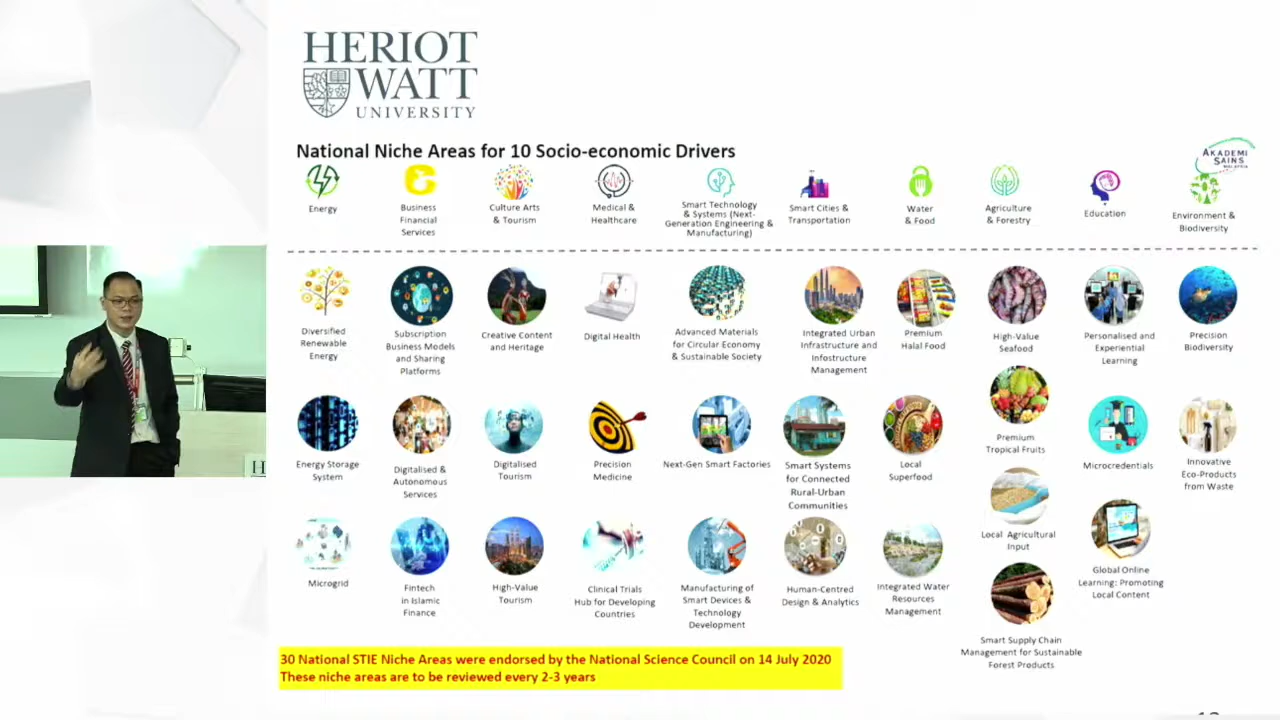 HERIOT
WATT
UNIVERSITY
National Niche Areas for 10 Socio-economic Drivers
AKADEMI
SAINS
MALAYSIA
Energy
Business
Financial
Services
Culture Arts
& Tourism
Medical &
Healthcare
Smart Technology
& Systems (Next-
Generation Engineering &
Manufacturing)
Smart Cities &
Transportation
Water
& Food
Agriculture
& Forestry
Education
Environment &
Biodiversity
Diversified
Renewable
Energy
Subscription
Business Models
and Sharing
Platforms
Creative Content
and Heritage
Digital Health
Advanced Materials
for Circular Economy
& Sustainable Society
Integrated Urban
Infrastructure and
Infostructure
Management
Premium
Halal Food
High-Value
Seafood
Personalised and
Experiential
Learning
Precision
Biodiversity
Energy Storage
System
Digitalised &
Autonomous
Services
Digitalised
Tourism
Precision
Medicine
Next-Gen Smart Factories
Smart Systems
for Connected
Rural-Urban
Communities
Local
Superfood
Premium
Tropical Fruits
Microcredentials
Innovative
Eco-Products
from Waste
Local Agricultural
Input
Microgrid
Fintech
in Islamic
Finance
High-Value
Tourism
Clinical Trials
Hub for Developing
Countries
Manufacturing of
Smart Devices &
Technology
Development
Human-Centred
Design & Analytics
Integrated Water
Resources
Management
Smart Supply Chain
Management for Sustainable
Forest Products
Global Online
Learning: Promoting
Local Content
30 National STIE Niche Areas were endorsed by the National Science Council on 14 July 2020
These niche areas are to be reviewed every 2-3 years